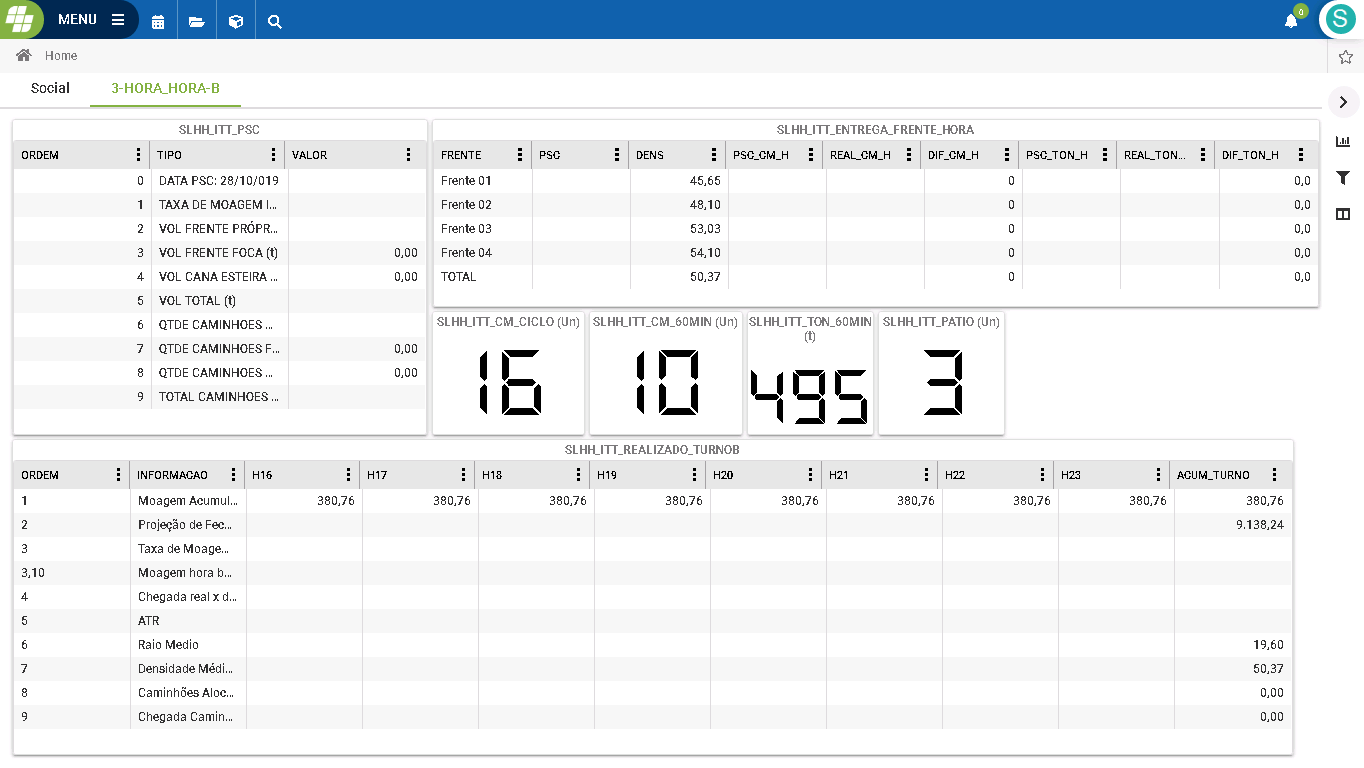 MENU
0
S
Home
Social 3-HORA_HORA-B
SLHH_ITT_PSC
ORDEM TIPO VALOR
0 DATA PSC: 28/10/019
1 TAXA DE MOAGEM I...
2 VOL FRENTE PRÓPR...
3 VOL FRENTE FOCA (t) 0,00
4 VOL CANA ESTEIRA ... 0,00
5 VOL TOTAL (t)
6 QTDE CAMINHOES ...
7 QTDE CAMINHOES F... 0,00
8 QTDE CAMINHOES ... 0,00
9 TOTAL CAMINHOES ...
SLHH_ITT_ENTREGA_FRENTE_HORA
FRENTE PSC DENS PSC_CM_H REAL_CM_H DIF_CM_H PSC_TON_H REAL_TON... DIF_TON_H
Frente 01 45,65 0 0,0
Frente 02 48,10 0 0,0
Frente 03 53,03 0 0,0
Frente 04 54,10 0 0,0
TOTAL 50,37 0 0,0
SLHH_ITT_CM_CICLO (Un)
16
SLHH_ITT_CM_60MIN (Un)
10
SLHH_ITT_TON_60MIN
(t)
495
SLHH_ITT_PATIO (Un)
3
SLHH_ITT_REALIZADO_TURNOB
ORDEM INFORMACAO H16 H17 H18 H19 H20 H21 H22 H23 ACUM_TURNO
1 Moagem Acumul... 380,76 380,76 380,76 380,76 380,76 380,76 380,76 380,76 380,76
2 Projeção de Fec... 9.138,24
3 Taxa de Moage...
3,10 Moagem hora b...
4 Chegada real x d...
5 ATR
6 Raio Medio 19,60
7 Densidade Médi... 50,37
8 Caminhões Aloc... 0,00
9 Chegada Camin... 0,00